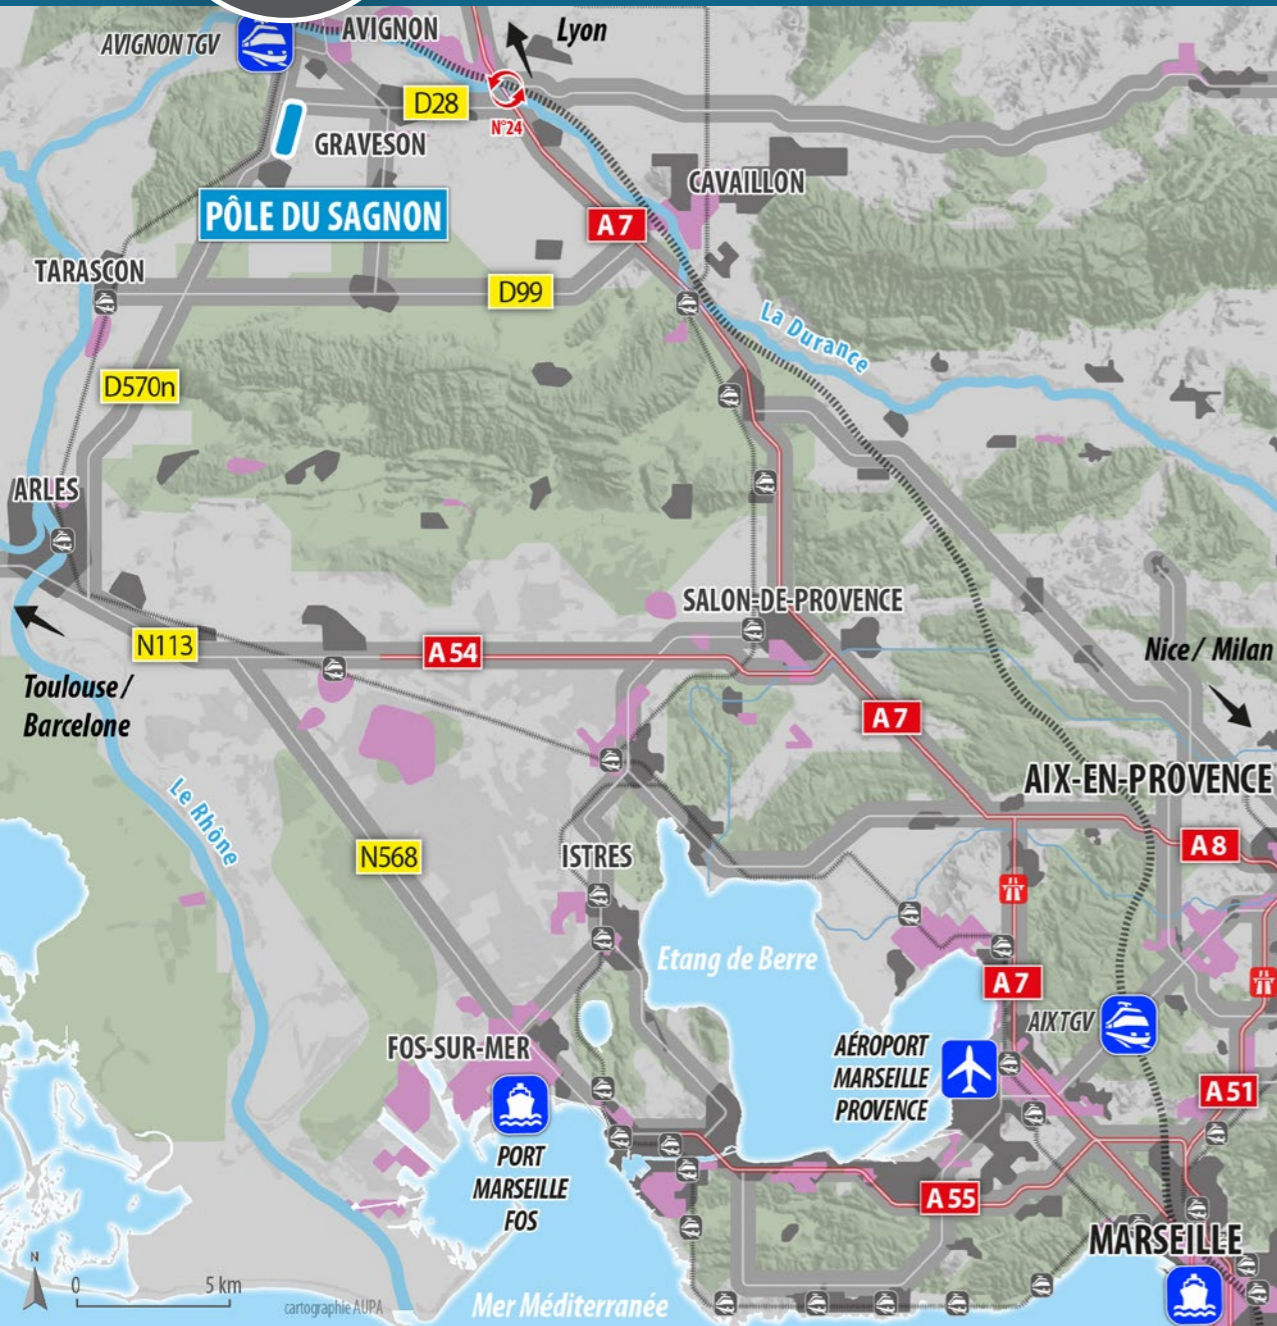 AVIGNON TGV
AVIGNON
Lyon
D28
N°24
GRAVESON
CAVAILLON
PÔLE DU SAGNON
A7
TARASCON
D99
La Durance
D570n
ARLES
SALON-DE-PROVENCE
N113
A54
Nice / Milan
Toulouse /
Barcelone
A7
AIX-EN-PROVENCE
Le Rhône
N568
ISTRES
A8
Etang de Berre
A7
AIX TGV
FOS-SUR-MER
AÉROPORT
MARSEILLE
PROVENCE
A51
PORT
MARSEILLE
FOS
A55
MARSEILLE
N
0
5 km
cartographie AUPA
Mer Méditerranée